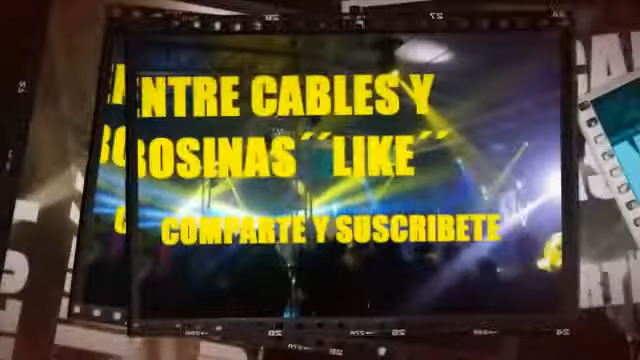 ENTRE CABLES Y
BOSINAS´´LIKE´´
COMPARTE Y SUSCRIBETE